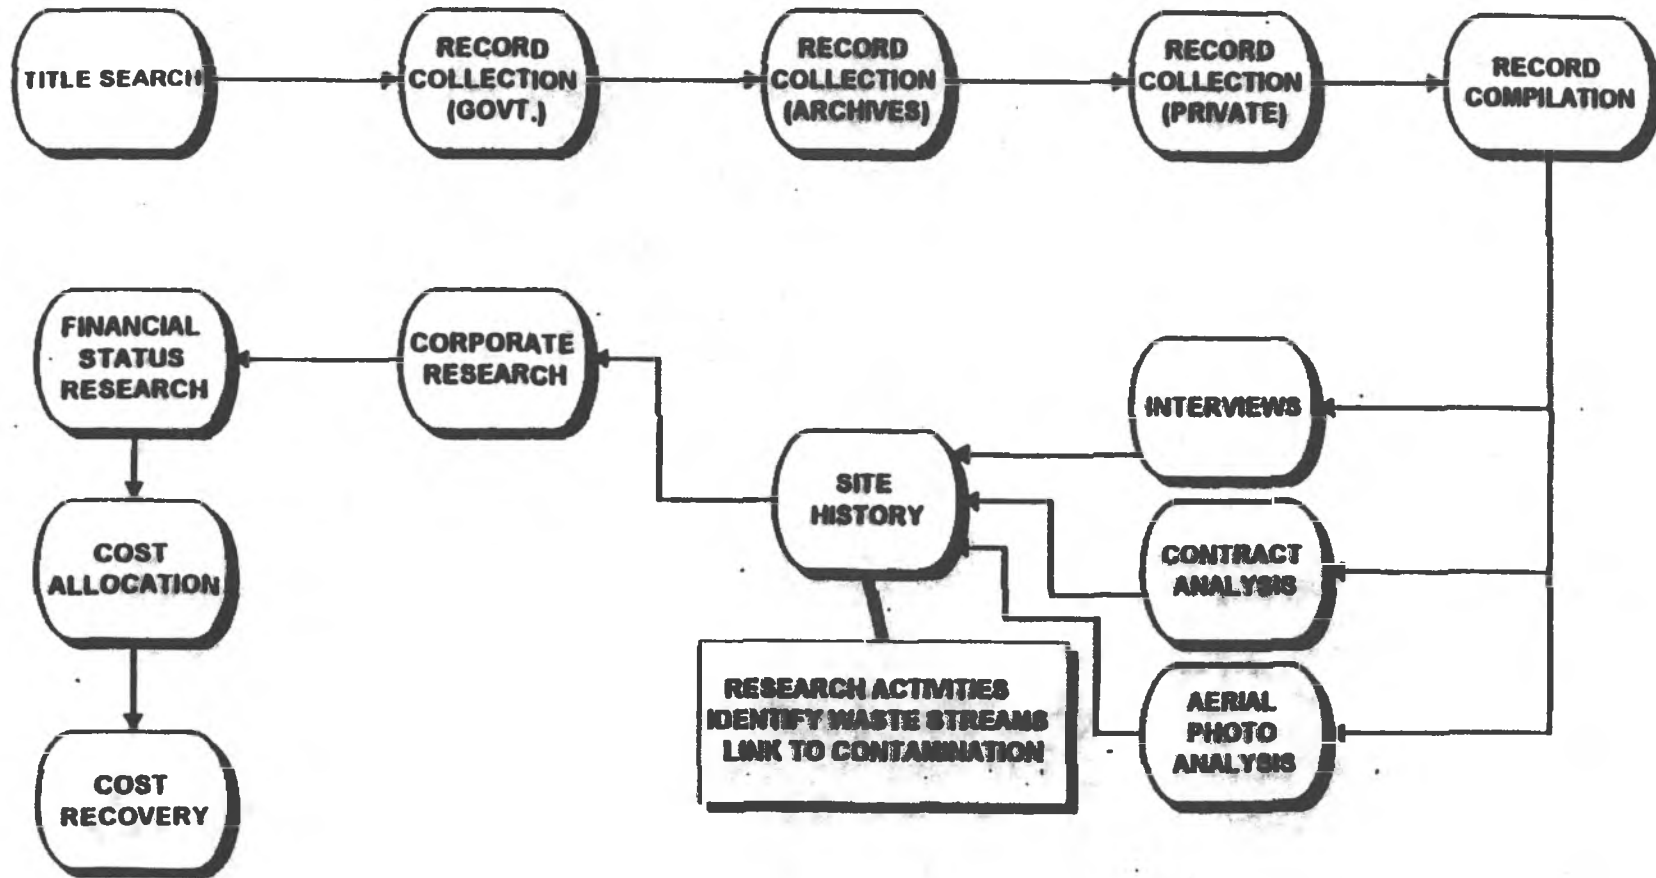 TITLE SEARCH
RECORD
COLLECTION
(GOVT.)
RECORD
COLLECTION
(ARCHIVES)
RECORD
COLLECTION
(PRIVATE)
RECORD
COMPILATION
FINANCIAL
STATUS
RESEARCH
CORPORATE
RESEARCH
INTERVIEWS
SITE
HISTORY
CONTRACT
ANALYSIS
COST
ALLOCATION
RESEARCH ACTIVITIES
IDENTIFY WASTE STREAMS
LINK TO CONTAMINATION
AERIAL
PHOTO
ANALYSIS
COST
RECOVERY